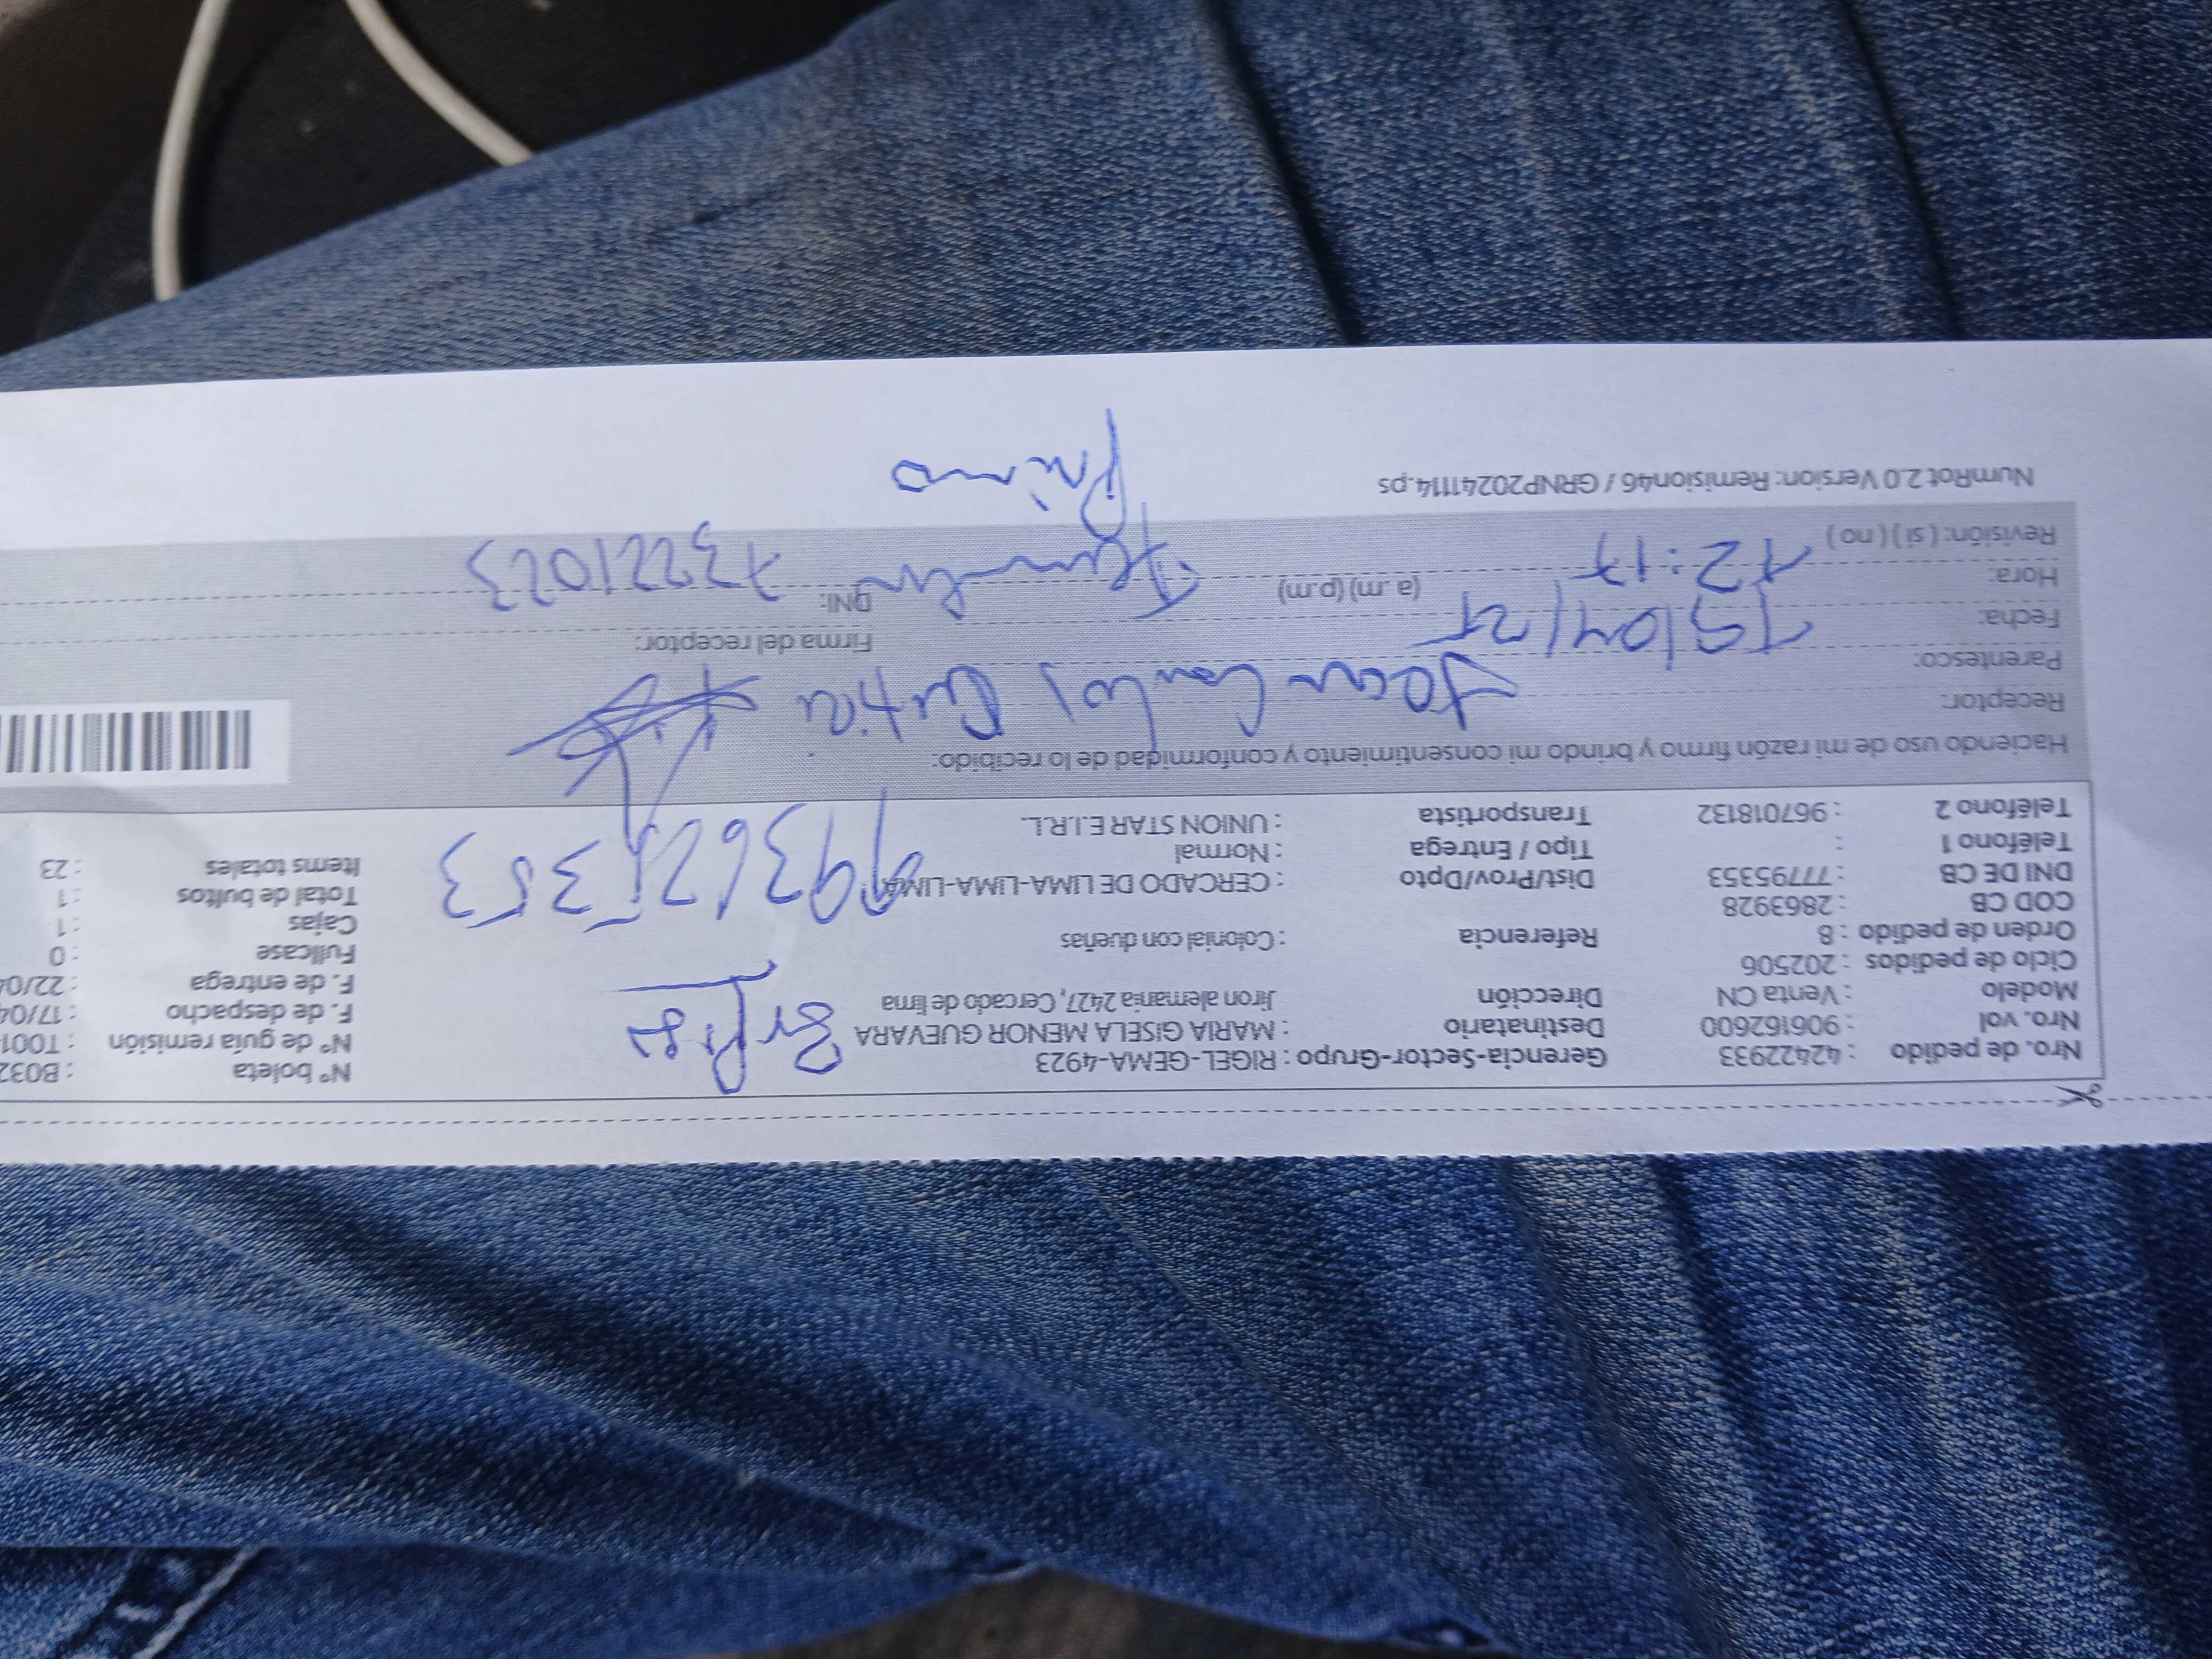 Nro. de pedido : 42422933 Gerencia-Sector-Grupo : RIGEL-GEMA-4923 N° boleta : B032
Nro. vol : 906162600 Destinatario : MARIA GISELA MENOR GUEVARA N° de guía remisión : T001
Modelo : Venta CN Dirección Jiron alemania 2427, Cercado de lima F. de despacho : 17/04
Ciclo de pedidos : 202506 F. de entrega : 22/04
Orden de pedido : 8 Referencia : Colonial con dueñas Fullcase : 0
COD CB : 2863928 Cajas : 1
DNI DE CB : 77795353 Dist/Prov/Dpto : CERCADO DE LIMA-LIMA-LIMA Total de bultos : 1
Teléfono 1 : Tipo / Entrega : Normal Items totales : 23
Teléfono 2 : 967018132 Transportista : UNION STAR E.I.R.L.
Haciendo uso de mi razón firmo y brindo mi consentimiento y conformidad de lo recibido:
Receptor: Jean Carlos
Parentesco: Firma del receptor:
Fecha: 19/04/25
Hora: 12:17 (a .m) (p.m) DNI: 73221023
Revisión: ( si ) ( no )
Primo
NumRot 2.0 Version: Remision46 / GRNP20241114.ps